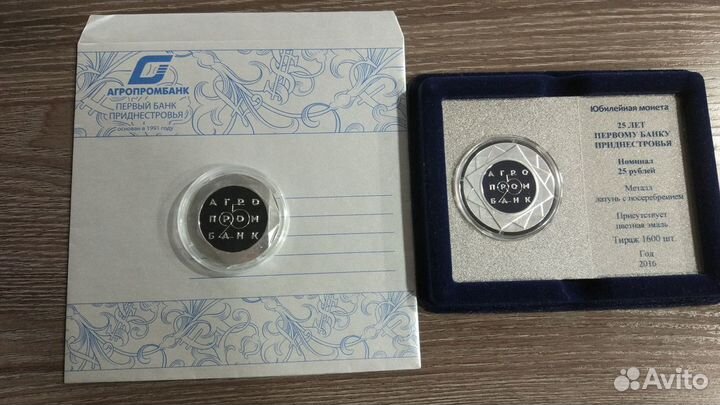 АГРОПРОМБАНК
ПЕРВЫЙ БАНК
ПРИДНЕСТРОВЬЯ
основан в 1991 году
АГРО
ПРОМ
БАНК
АГРО
ПРОМ
БАНК
Юбилейная монета
25 ЛЕТ
ПЕРВОМУ БАНКУ
ПРИДНЕСТРОВЬЯ
Номинал
25 рублей
Металл
латунь с посеребрением
Присутствует
цветная эмаль
Тираж 1600 шт.
Год
2016
Avito